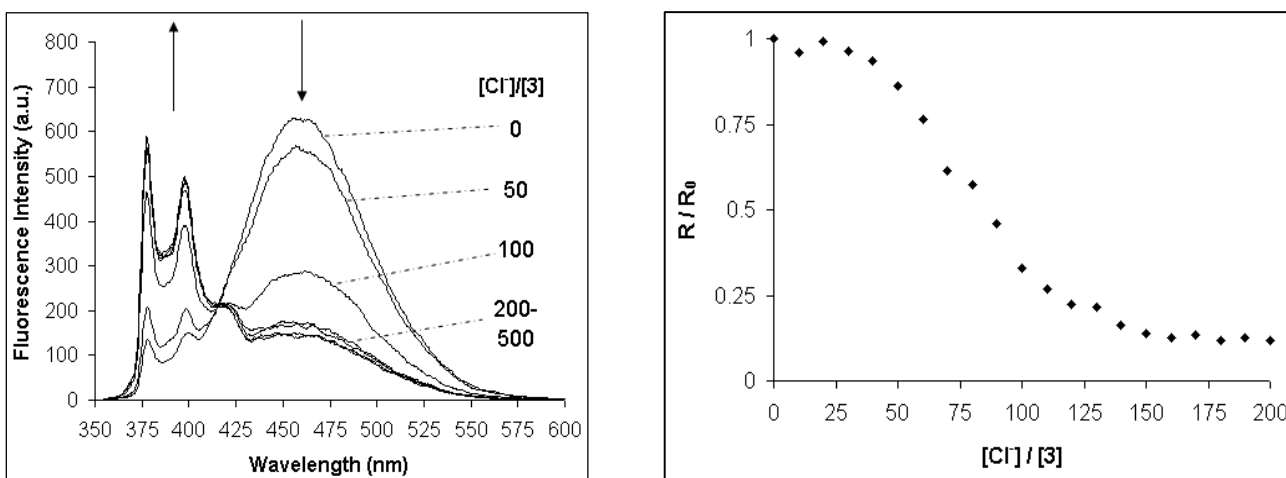 800
700
600
500
400
300
200
100
0
Fluorescence Intensity (a.u.)
[Cl⁻]/[3]
0
50
100
200-
500
350 375 400 425 450 475 500 525 550 575 600
Wavelength (nm)
1
0.75
0.5
0.25
0
R / R₀
0 25 50 75 100 125 150 175 200
[Cl⁻] / [3]